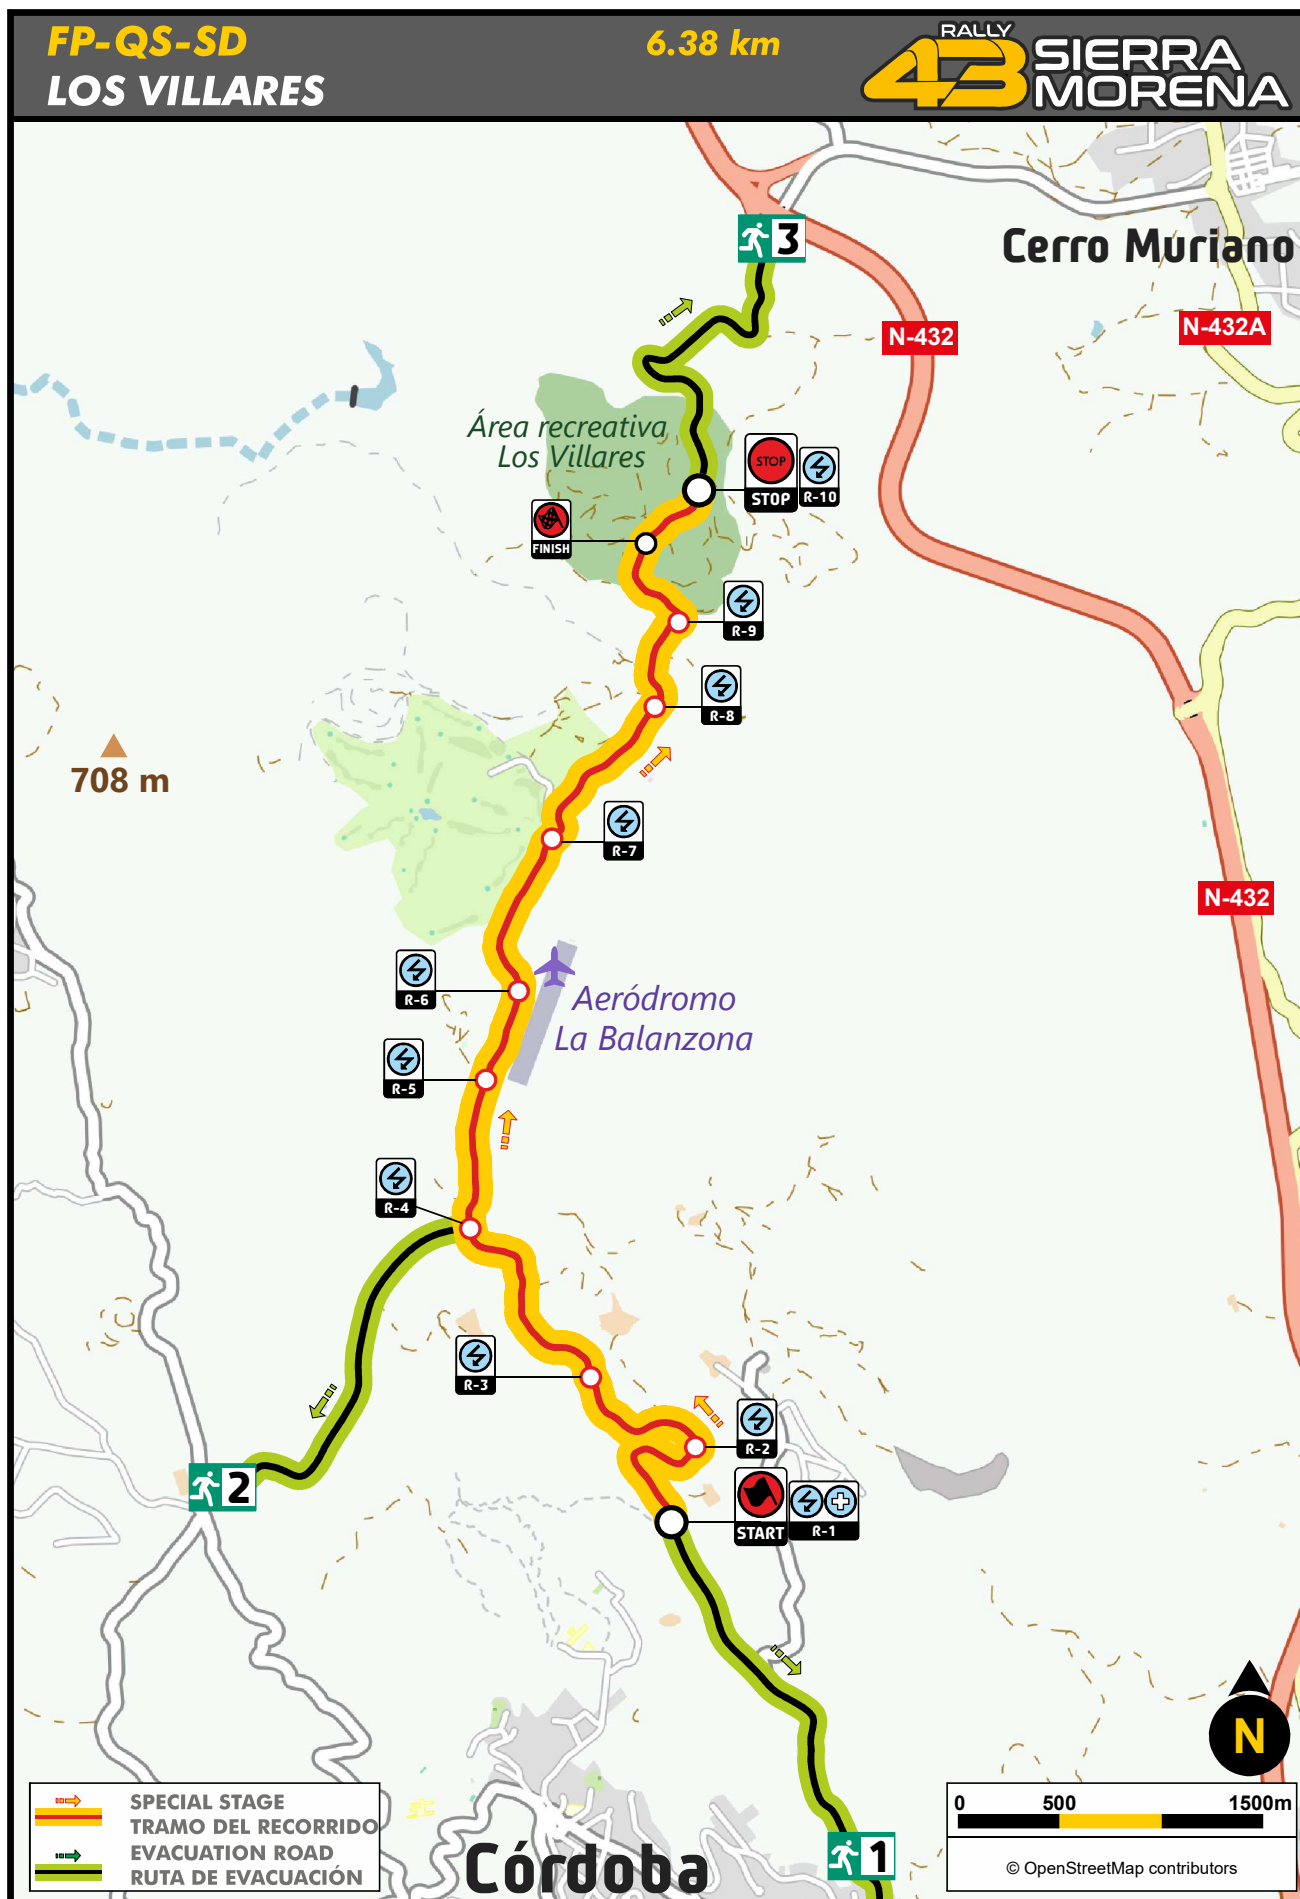 FP-QS-SD
LOS VILLARES
6.38 km
RALLY
43 SIERRA
MORENA
3
Cerro Muriano
N-432
N-432A
Área recreativa
Los Villares
STOP
STOP
R-10
FINISH
R-9
R-8
708 m
R-7
N-432
R-6
Aeródromo
La Balanzona
R-5
R-4
R-3
R-2
2
START
R-1
N
SPECIAL STAGE
TRAMO DEL RECORRIDO
EVACUATION ROAD
RUTA DE EVACUACIÓN
Córdoba
1
0 500 1500m
© OpenStreetMap contributors